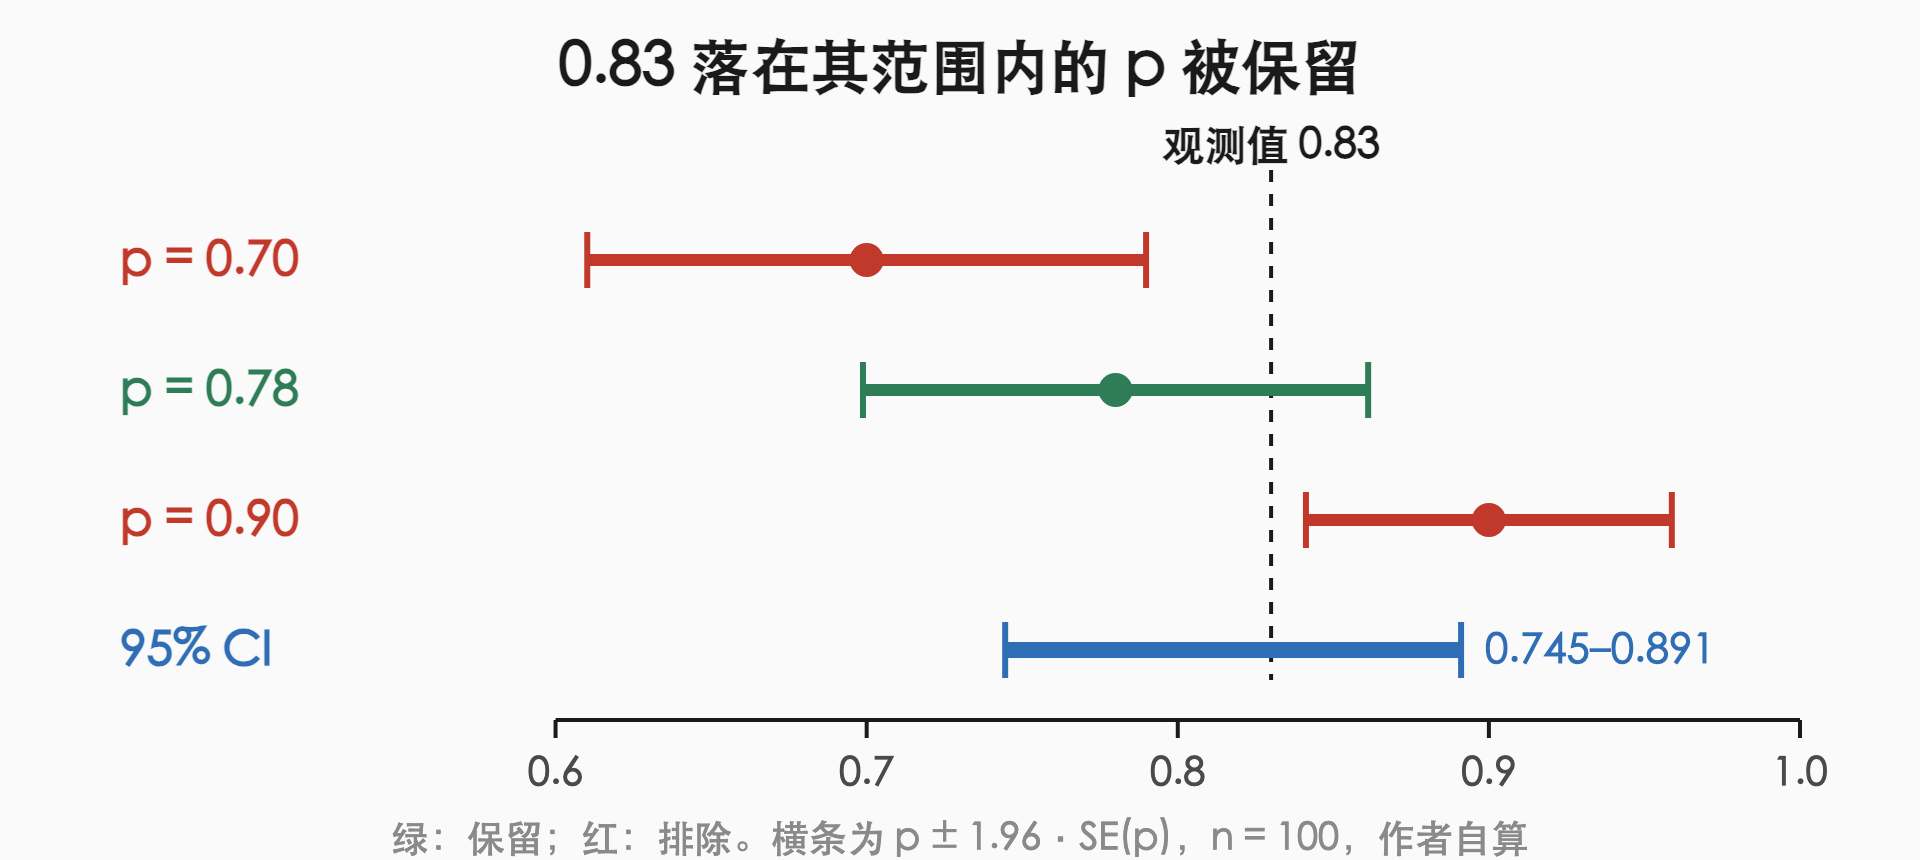 0.83 落在其范围内的 p 被保留
观测值 0.83
p = 0.70
p = 0.78
p = 0.90
95% CI
0.745–0.891
0.6 0.7 0.8 0.9 1.0
绿：保留；红：排除。横条为 p ± 1.96 · SE(p)，n = 100，作者自算